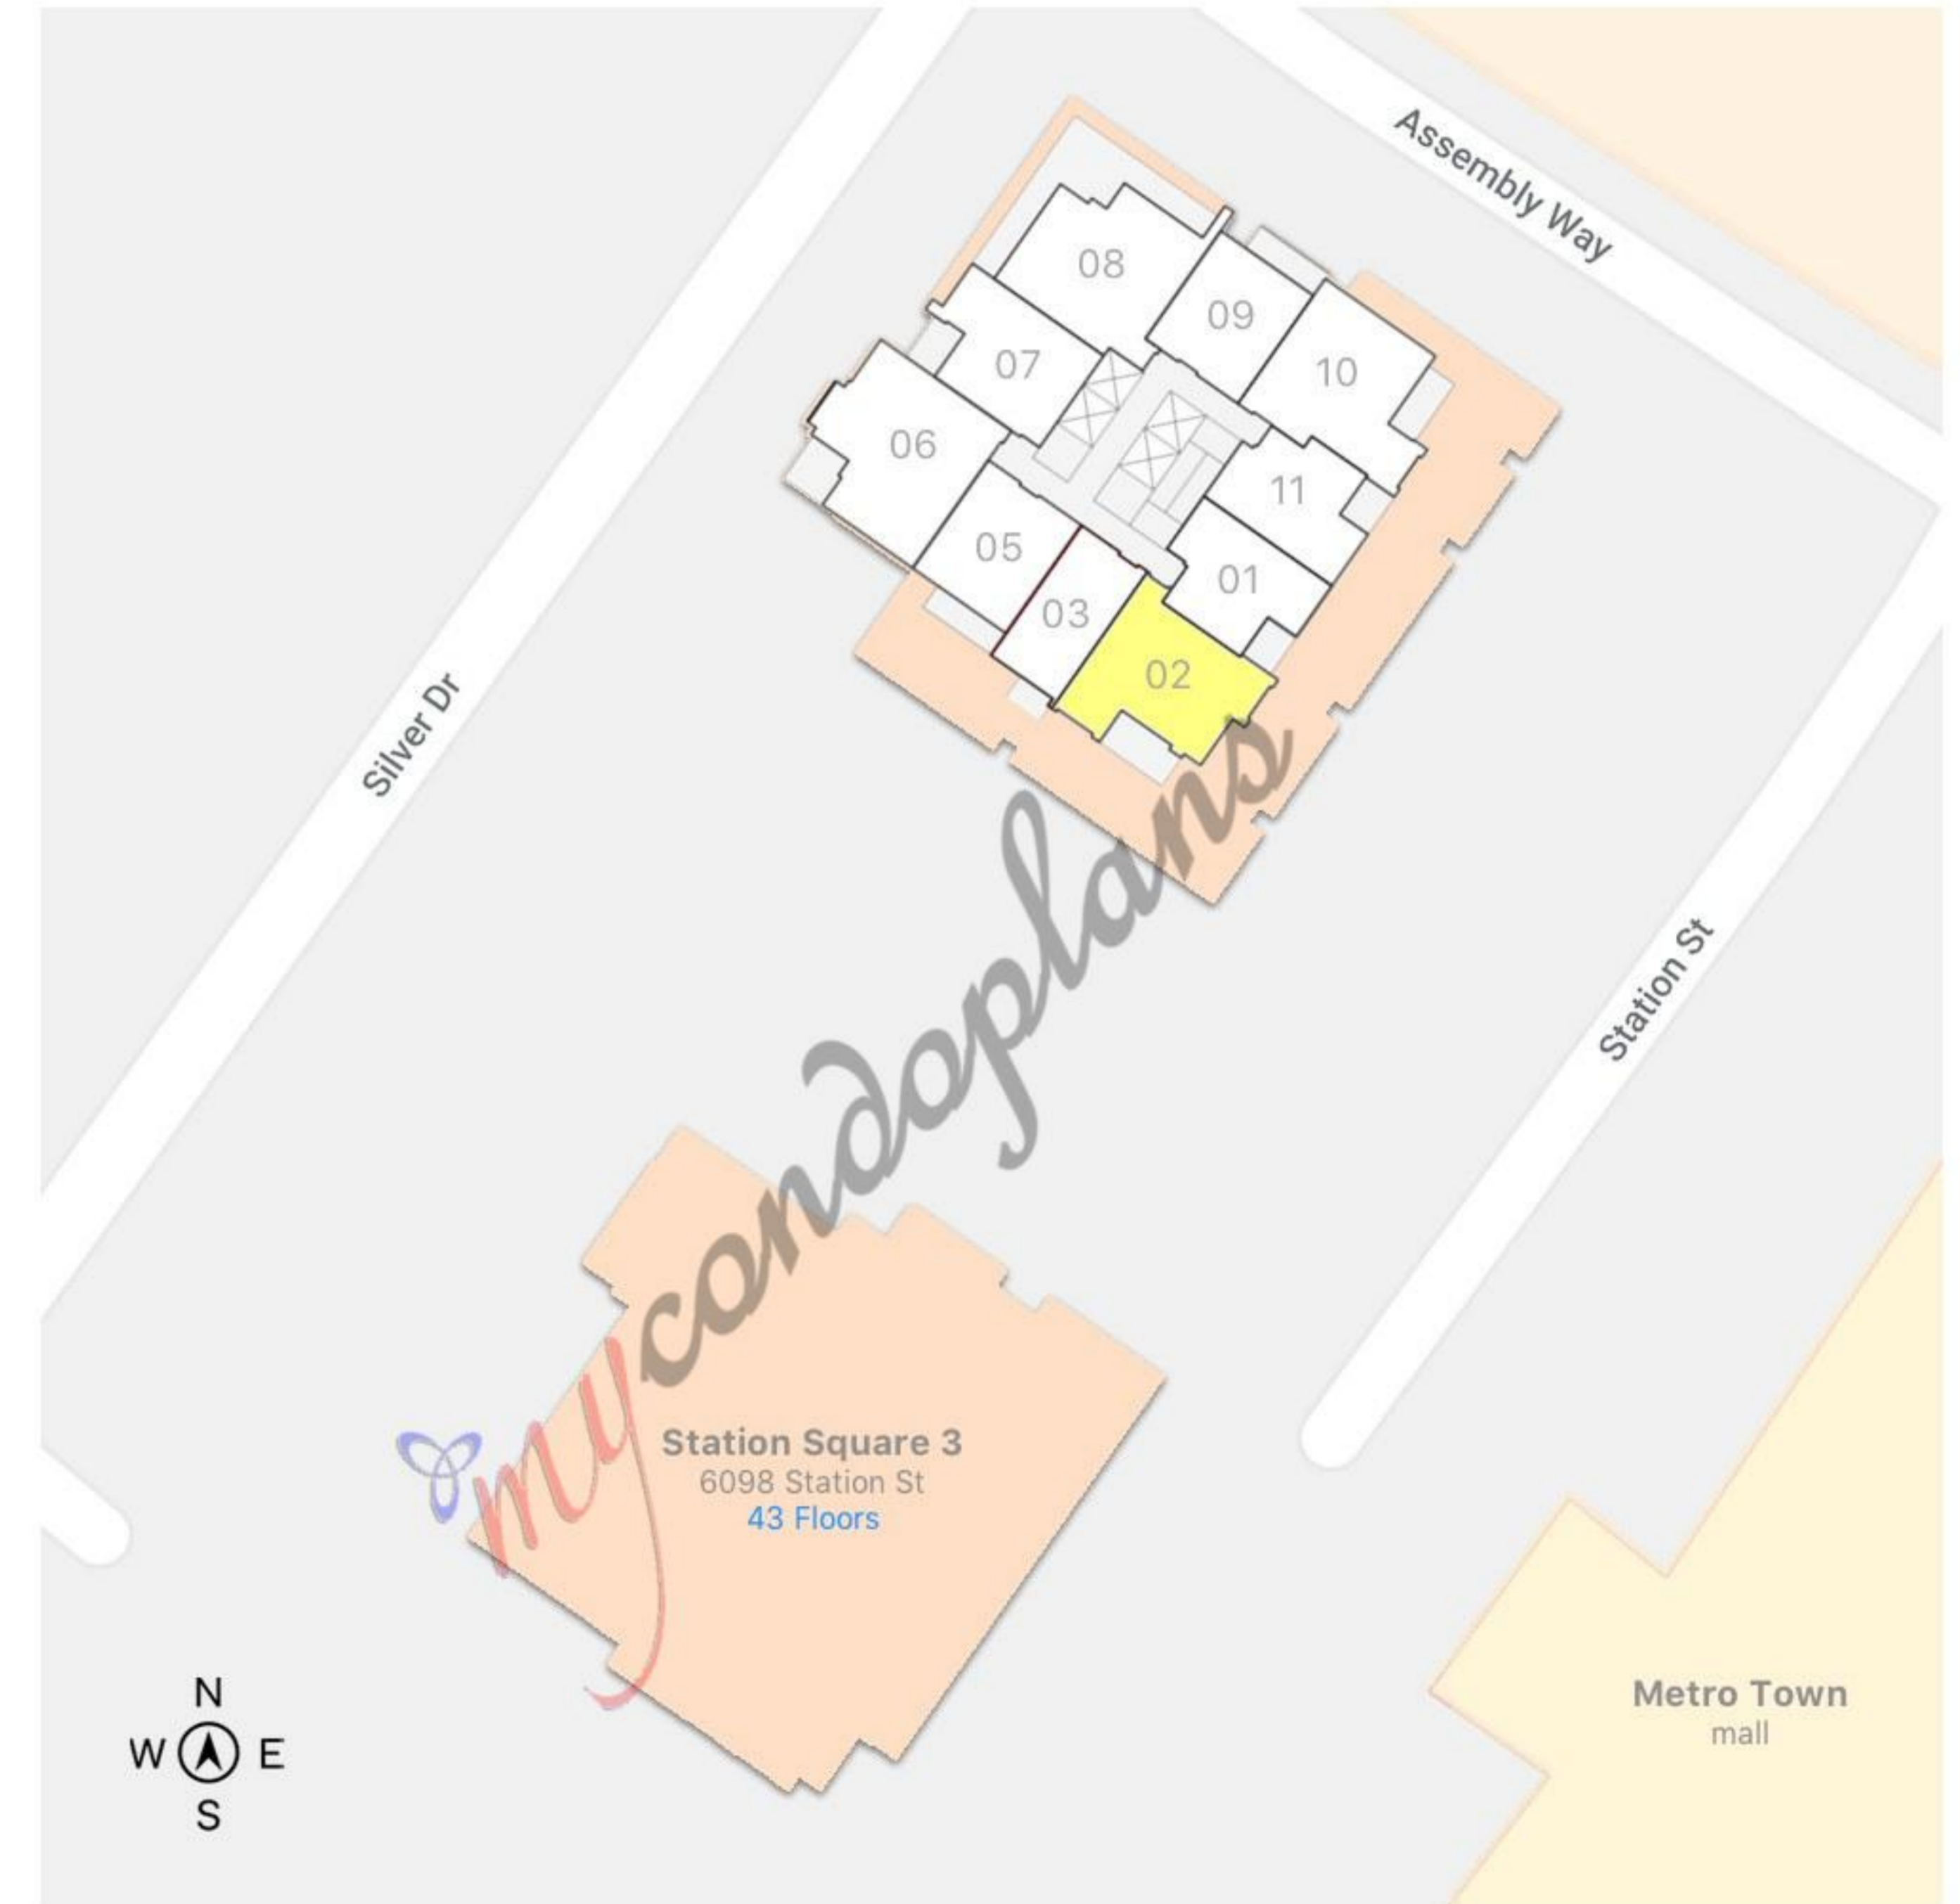 Assembly Way
08
09
07
10
06
11
05
01
03
02
Silver Dr
Station St
mycondoplans
Station Square 3
6098 Station St
43 Floors
N
W E
S
Metro Town
mall